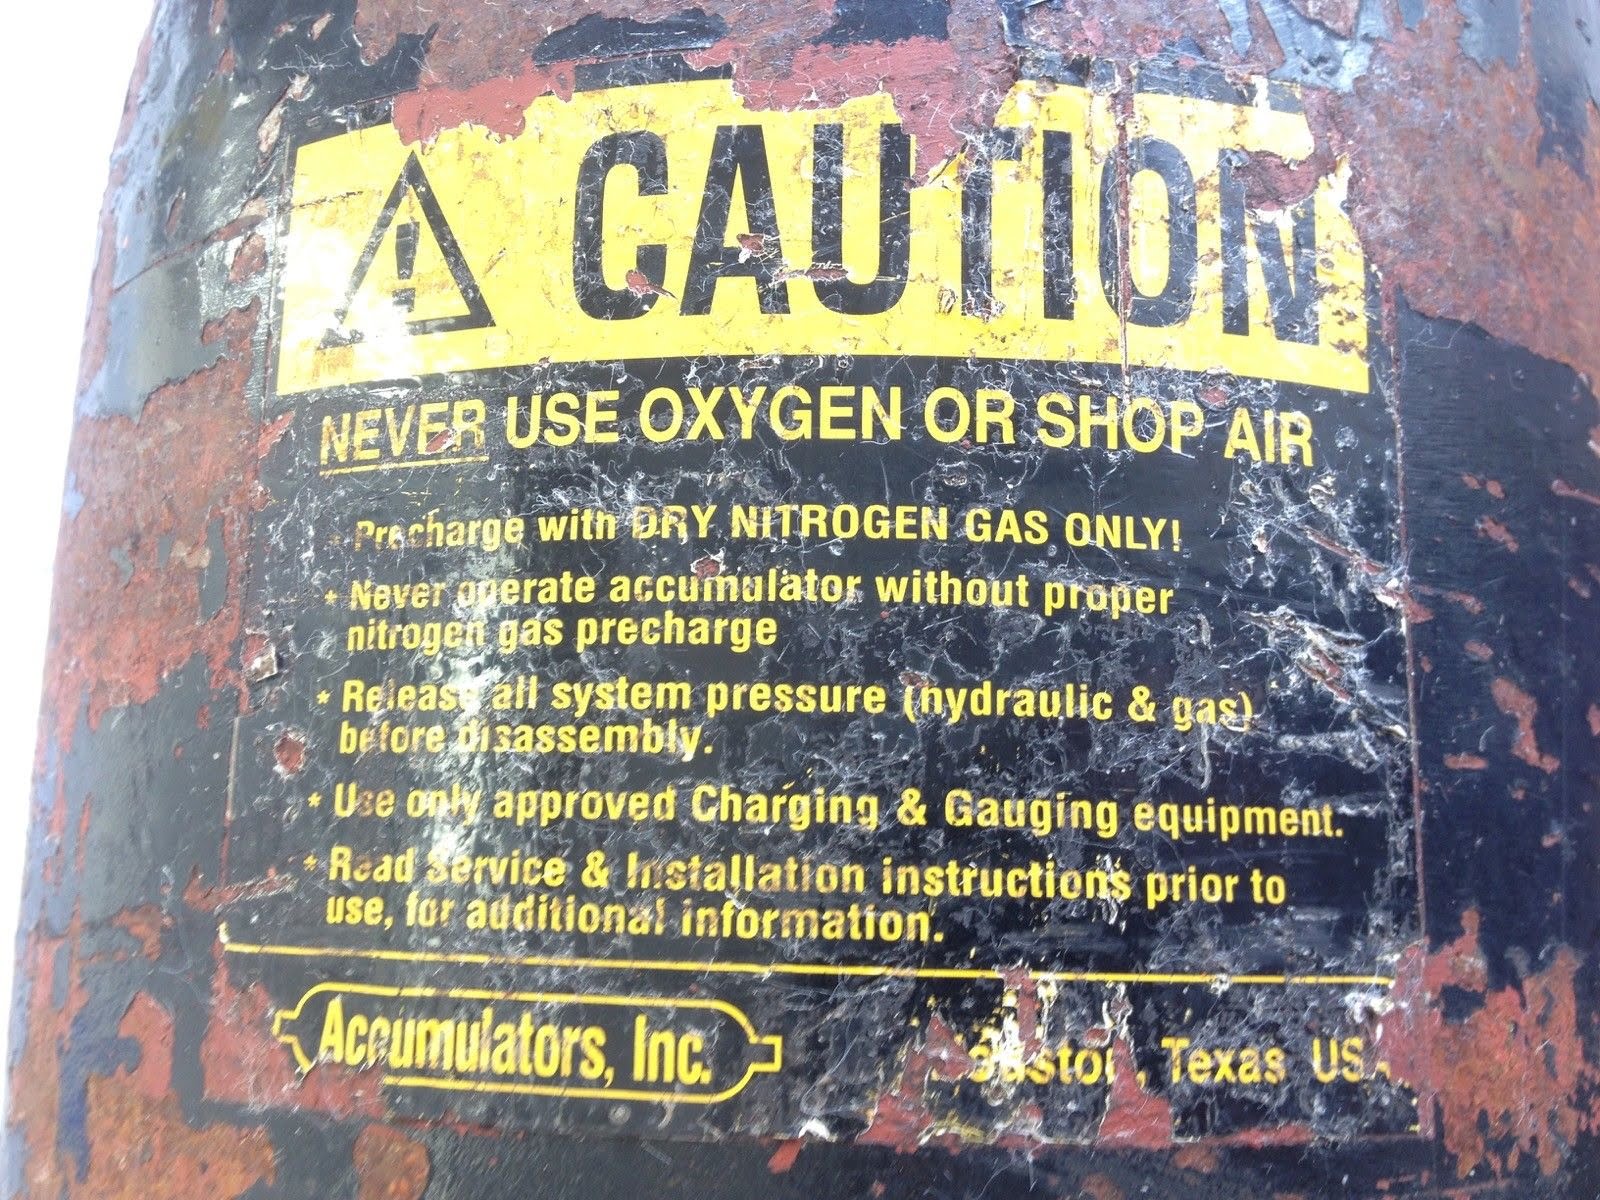 CAUTION
NEVER USE OXYGEN OR SHOP AIR
* Precharge with DRY NITROGEN GAS ONLY!
* Never operate accumulator without proper
nitrogen gas precharge
* Release all system pressure (hydraulic & gas)
before disassembly.
* Use only approved Charging & Gauging equipment.
* Read Service & Installation instructions prior to
use, for additional information.
Accumulators, Inc.
Houston, Texas USA